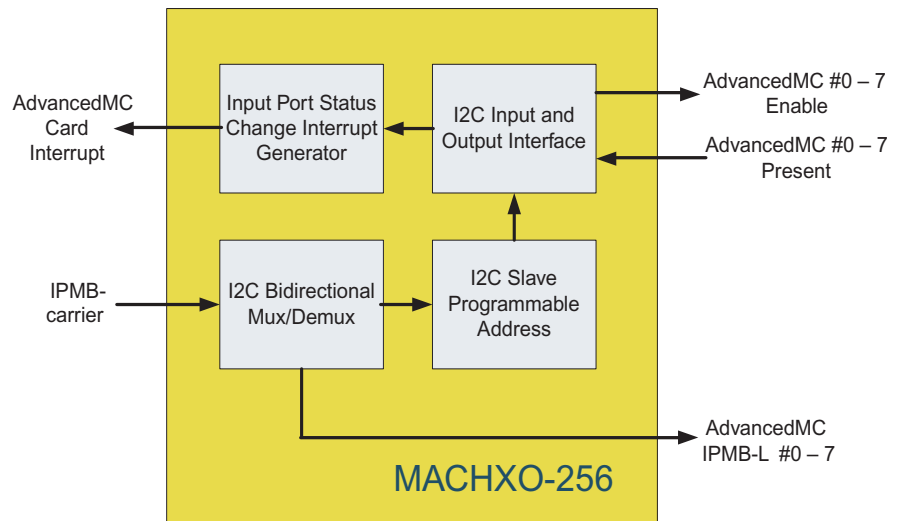 AdvancedMC
Card
Interrupt
Input Port Status
Change Interrupt
Generator
I2C Input and
Output Interface
AdvancedMC #0 – 7
Enable
AdvancedMC #0 – 7
Present
IPMB-
carrier
I2C Bidirectional
Mux/Demux
I2C Slave
Programmable
Address
AdvancedMC
IPMB-L #0 – 7
MACHXO-256